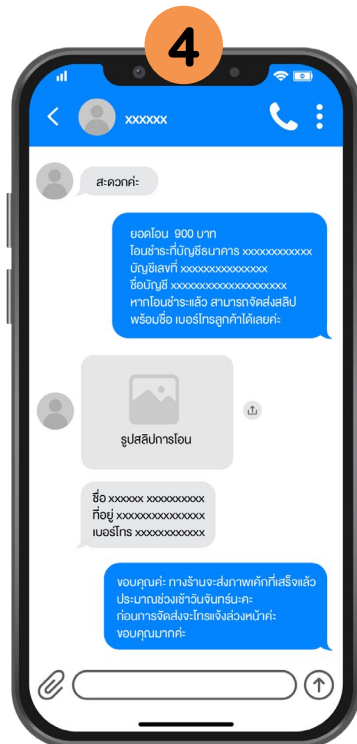 4
xxxxxx
สะดวกค่ะ
ยอดโอน 900 บาท
โอนชำระที่บัญชีธนาคาร xxxxxxxxxxxx
บัญชีเลขที่ xxxxxxxxxxxxxxx
ชื่อบัญชี xxxxxxxxxxxxxxxxxxxx
หากโอนชำระแล้ว สามารถจัดส่งสลิป
พร้อมชื่อ เบอร์โทรลูกค้าได้เลยค่ะ
รูปสลิปการโอน
ชื่อ xxxxxx xxxxxxxxxx
ที่อยู่ xxxxxxxxxxxxxxx
เบอร์โทร xxxxxxxxxxxx
ขอบคุณค่ะ ทางร้านจะส่งภาพเค้กที่เสร็จแล้ว
ประมาณช่วงเช้าวันจันทร์นะคะ
ก่อนการจัดส่งจะโทรแจ้งล่วงหน้าค่ะ
ขอบคุณมากค่ะ